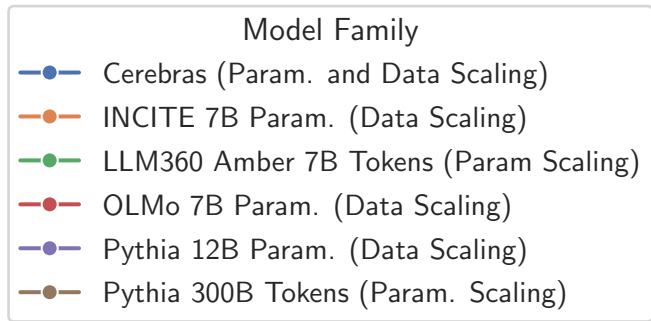 Model Family
Cerebras (Param. and Data Scaling)
INCITE 7B Param. (Data Scaling)
LLM360 Amber 7B Tokens (Param Scaling)
OLMo 7B Param. (Data Scaling)
Pythia 12B Param. (Data Scaling)
Pythia 300B Tokens (Param. Scaling)